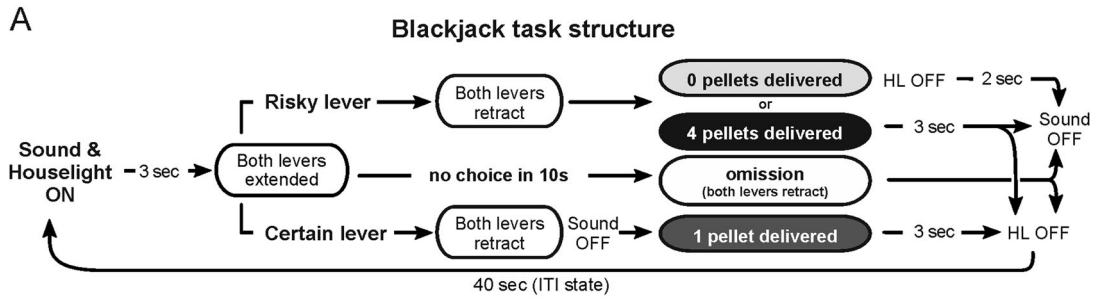 A
Blackjack task structure
Sound &
Houselight
ON
3 sec
Both levers
extended
Risky lever
Both levers
retract
0 pellets delivered
or
4 pellets delivered
HL OFF
2 sec
3 sec
Sound
OFF
no choice in 10s
omission
(both levers retract)
Certain lever
Both levers
retract
Sound
OFF
1 pellet delivered
3 sec
HL OFF
40 sec (ITI state)